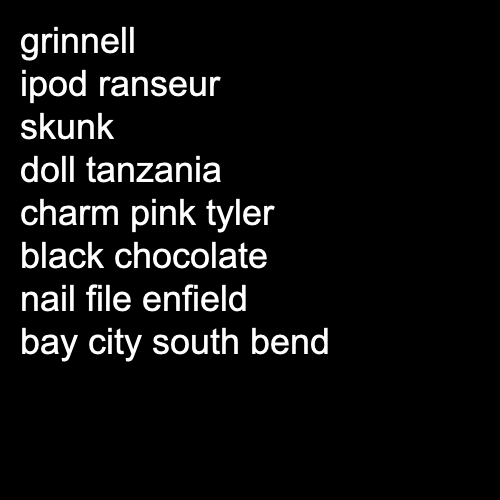 grinnell
ipod ranseur
skunk
doll tanzania
charm pink tyler
black chocolate
nail file enfield
bay city south bend